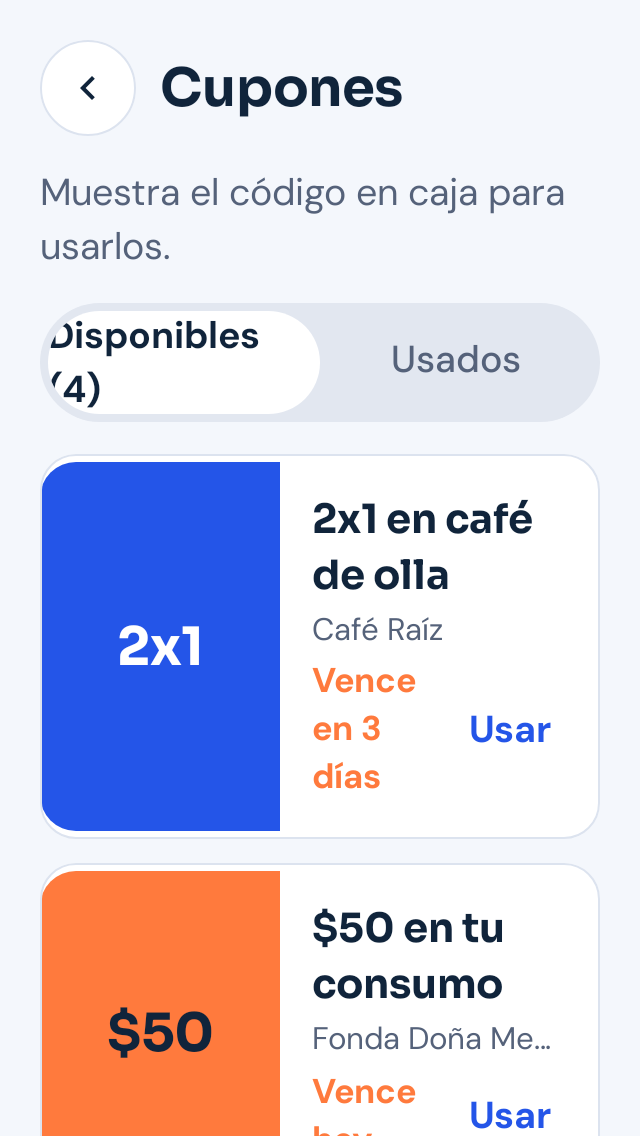 Cupones
Muestra el código en caja para
usarlos.
Disponibles
(4)
Usados
2x1
2x1 en café
de olla
Café Raíz
Vence
en 3
días
Usar
$50
$50 en tu
consumo
Fonda Doña Me...
Vence
Usar